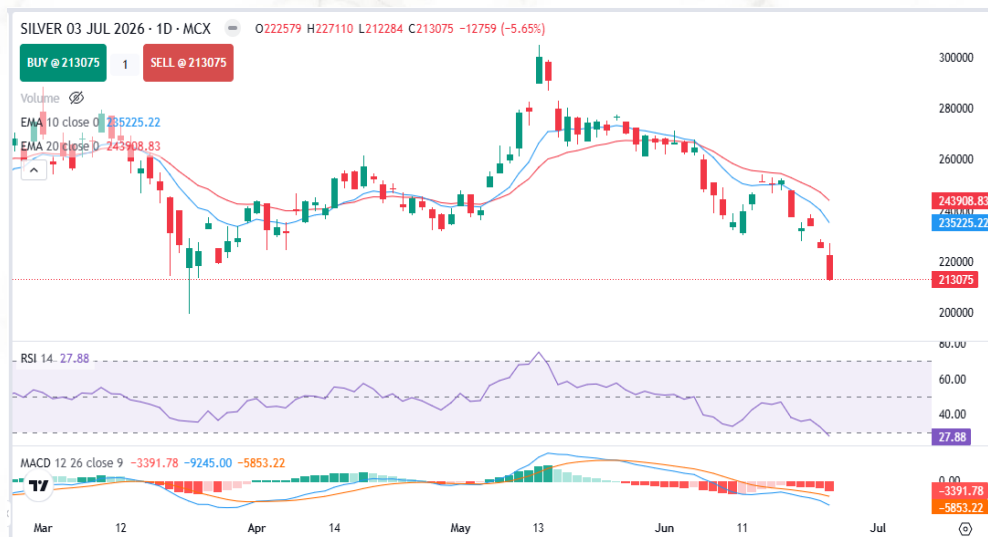 SILVER 03 JUL 2026 · 1D · MCX O222579 H227110 L212284 C213075 −12759 (−5.65%)
BUY @ 213075 1 SELL @ 213075
Volume
EMA 10 close 0 235225.22
EMA 20 close 0 243908.83
300000
280000
260000
243908.83
240000
235225.22
220000
213075
200000
RSI 14 27.88
80.00
60.00
40.00
27.88
MACD 12 26 close 9 −3391.78 −9245.00 −5853.22
0.00
−3391.78
−5853.22
Mar 12 Apr 14 May 13 Jun 11 Jul